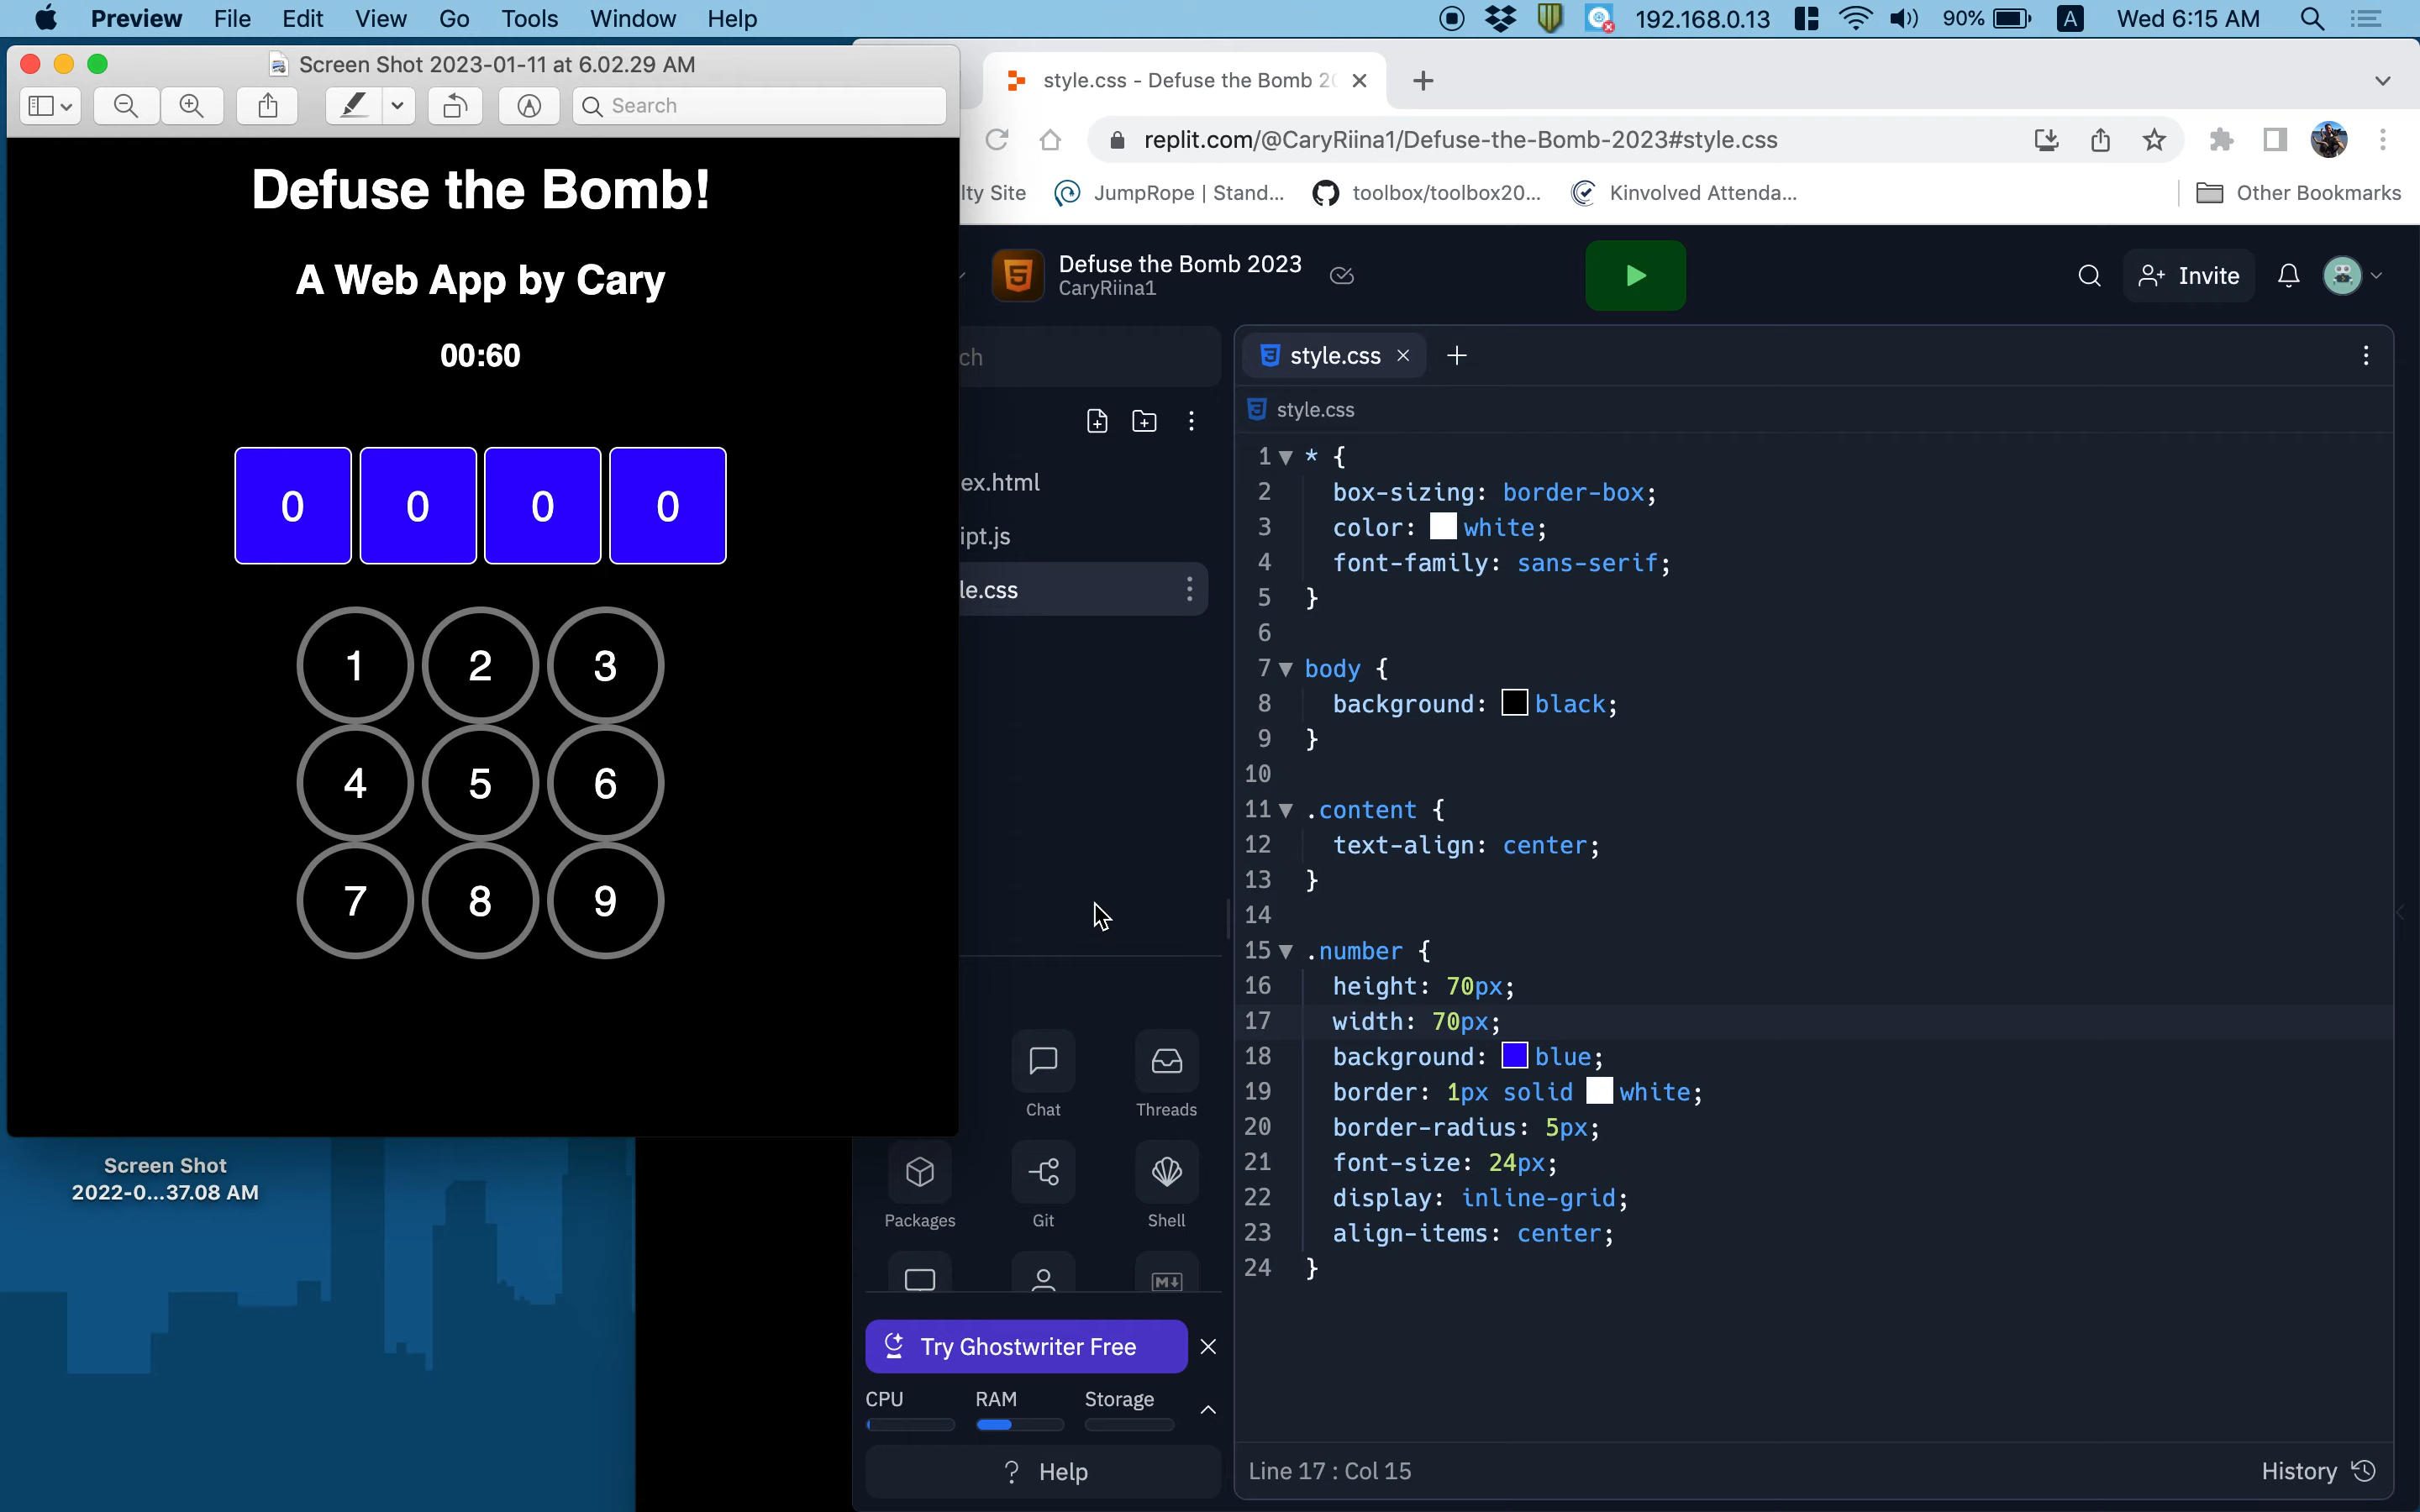 Preview File Edit View Go Tools Window Help
192.168.0.13 90% A Wed 6:15 AM
Screen Shot 2023-01-11 at 6.02.29 AM
Search
Defuse the Bomb!
A Web App by Cary
00:60
0 0 0 0
1 2 3
4 5 6
7 8 9
Screen Shot
2022-0...37.08 AM
style.css - Defuse the Bomb 20
replit.com/@CaryRiina1/Defuse-the-Bomb-2023#style.css
lty Site JumpRope | Stand... toolbox/toolbox20... Kinvolved Attenda... Other Bookmarks
5 Defuse the Bomb 2023
CaryRiina1
Invite
ch
ex.html
ipt.js
le.css
Chat Threads
Packages Git Shell
M↓
Try Ghostwriter Free
CPU RAM Storage
? Help
style.css
style.css
1 * {
2 box-sizing: border-box;
3 color: white;
4 font-family: sans-serif;
5 }
6
7 body {
8 background: black;
9 }
10
11 .content {
12 text-align: center;
13 }
14
15 .number {
16 height: 70px;
17 width: 70px;
18 background: blue;
19 border: 1px solid white;
20 border-radius: 5px;
21 font-size: 24px;
22 display: inline-grid;
23 align-items: center;
24 }
Line 17 : Col 15
History